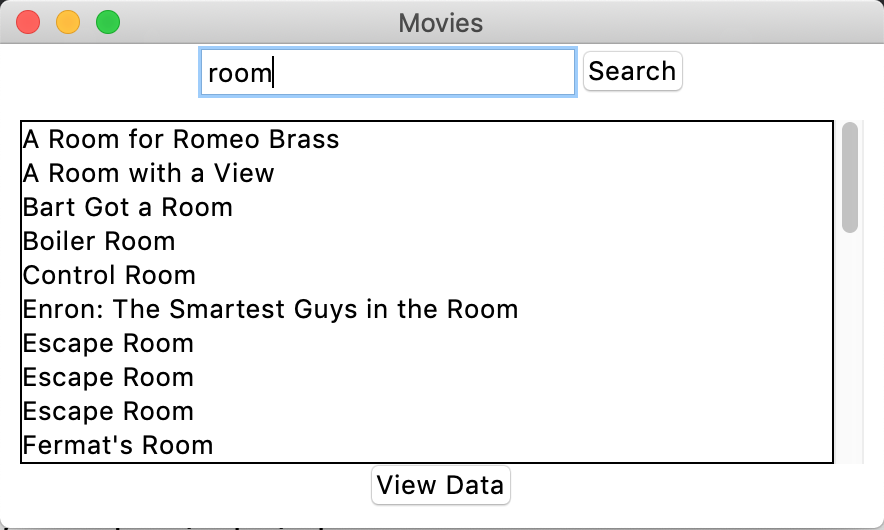 Movies
room
Search
A Room for Romeo Brass
A Room with a View
Bart Got a Room
Boiler Room
Control Room
Enron: The Smartest Guys in the Room
Escape Room
Escape Room
Escape Room
Fermat's Room
View Data